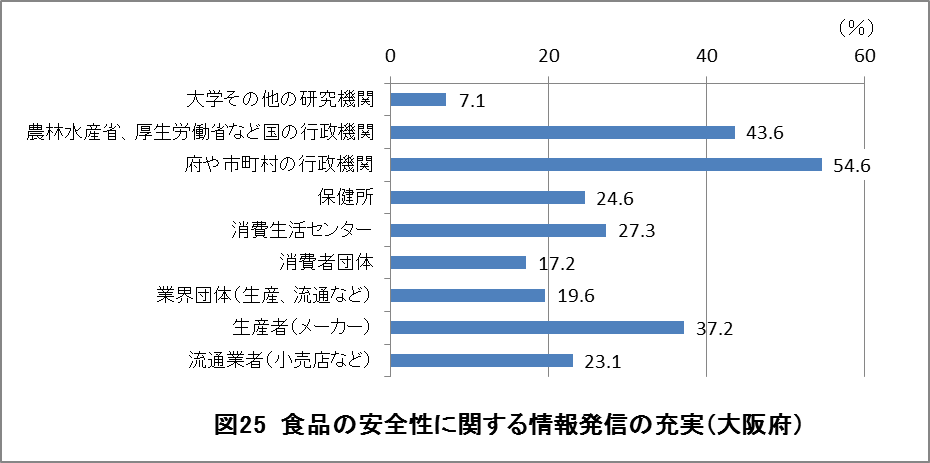 （％）
0 20 40 60
大学その他の研究機関 7.1
農林水産省、厚生労働省など国の行政機関 43.6
府や市町村の行政機関 54.6
保健所 24.6
消費生活センター 27.3
消費者団体 17.2
業界団体（生産、流通など） 19.6
生産者（メーカー） 37.2
流通業者（小売店など） 23.1
図25 食品の安全性に関する情報発信の充実（大阪府）